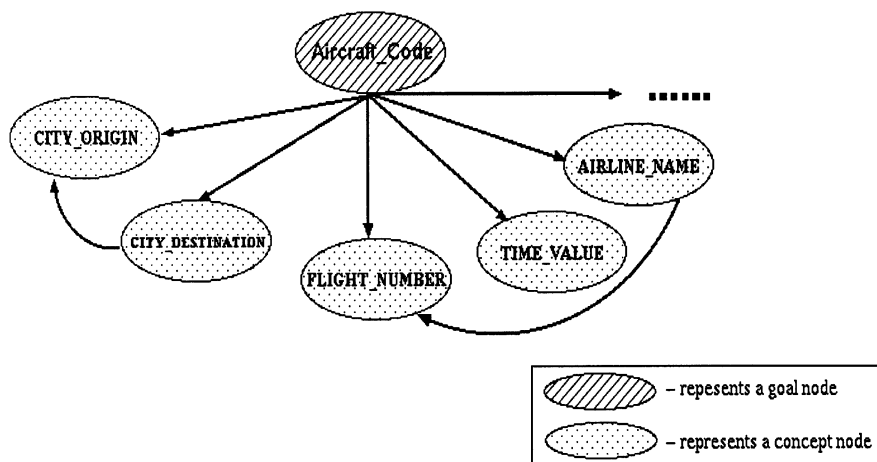 Aircraft_Code
CITY_ORIGIN
AIRLINE_NAME
CITY_DESTINATION
TIME_VALUE
FLIGHT_NUMBER
– repesents a goal node
– represents a concept node